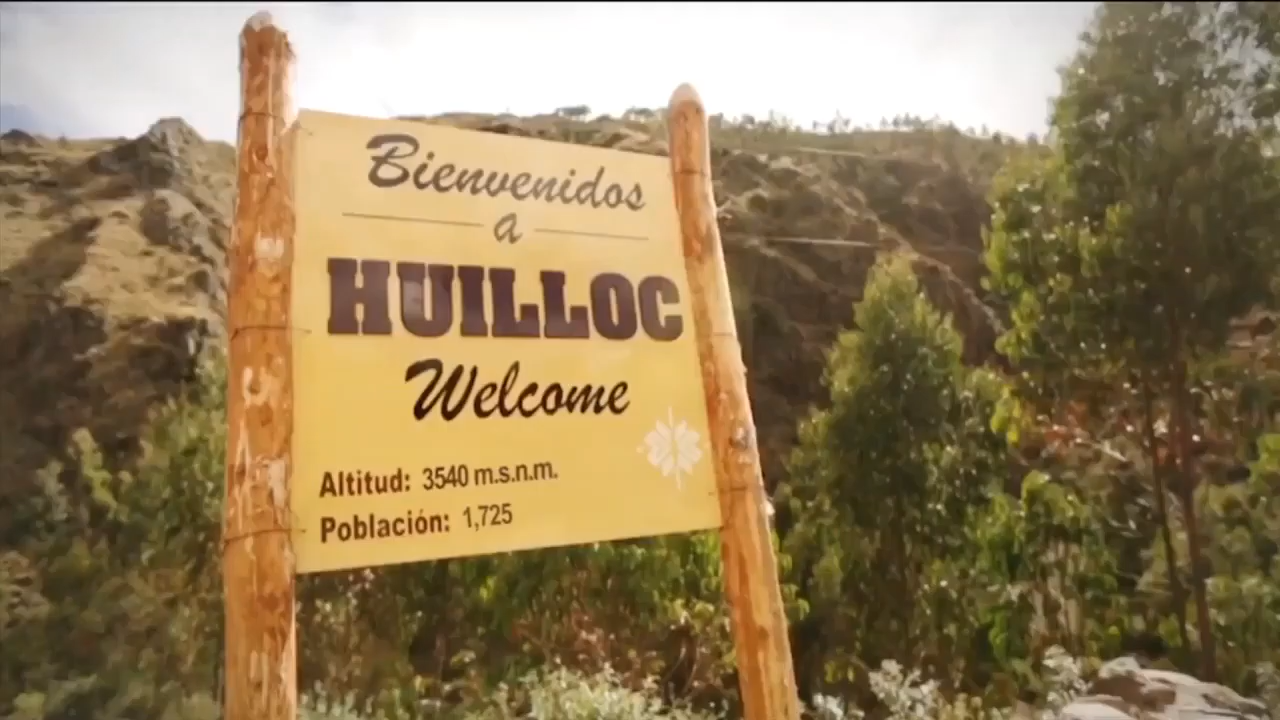 Bienvenidos
a
HUILLOC
Welcome
Altitud: 3540 m.s.n.m.
Población: 1,725